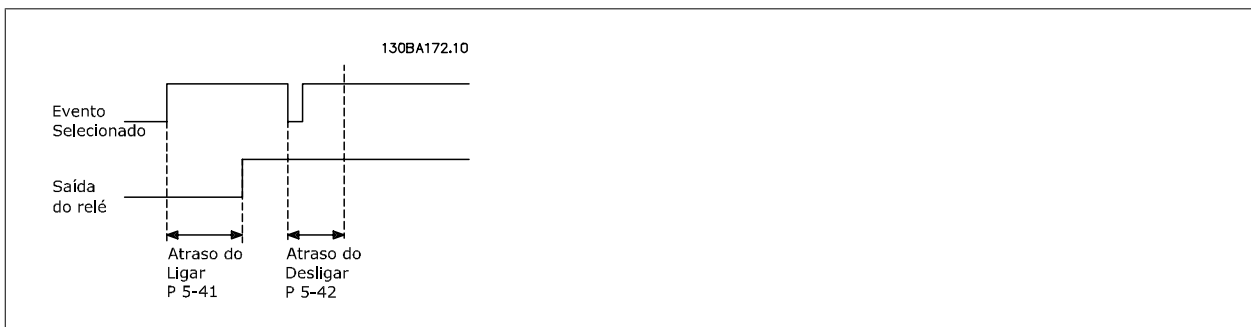 130BA172.10
Evento
Selecionado
Saída
do relé
Atraso do
Ligar
P 5-41
Atraso do
Desligar
P 5-42